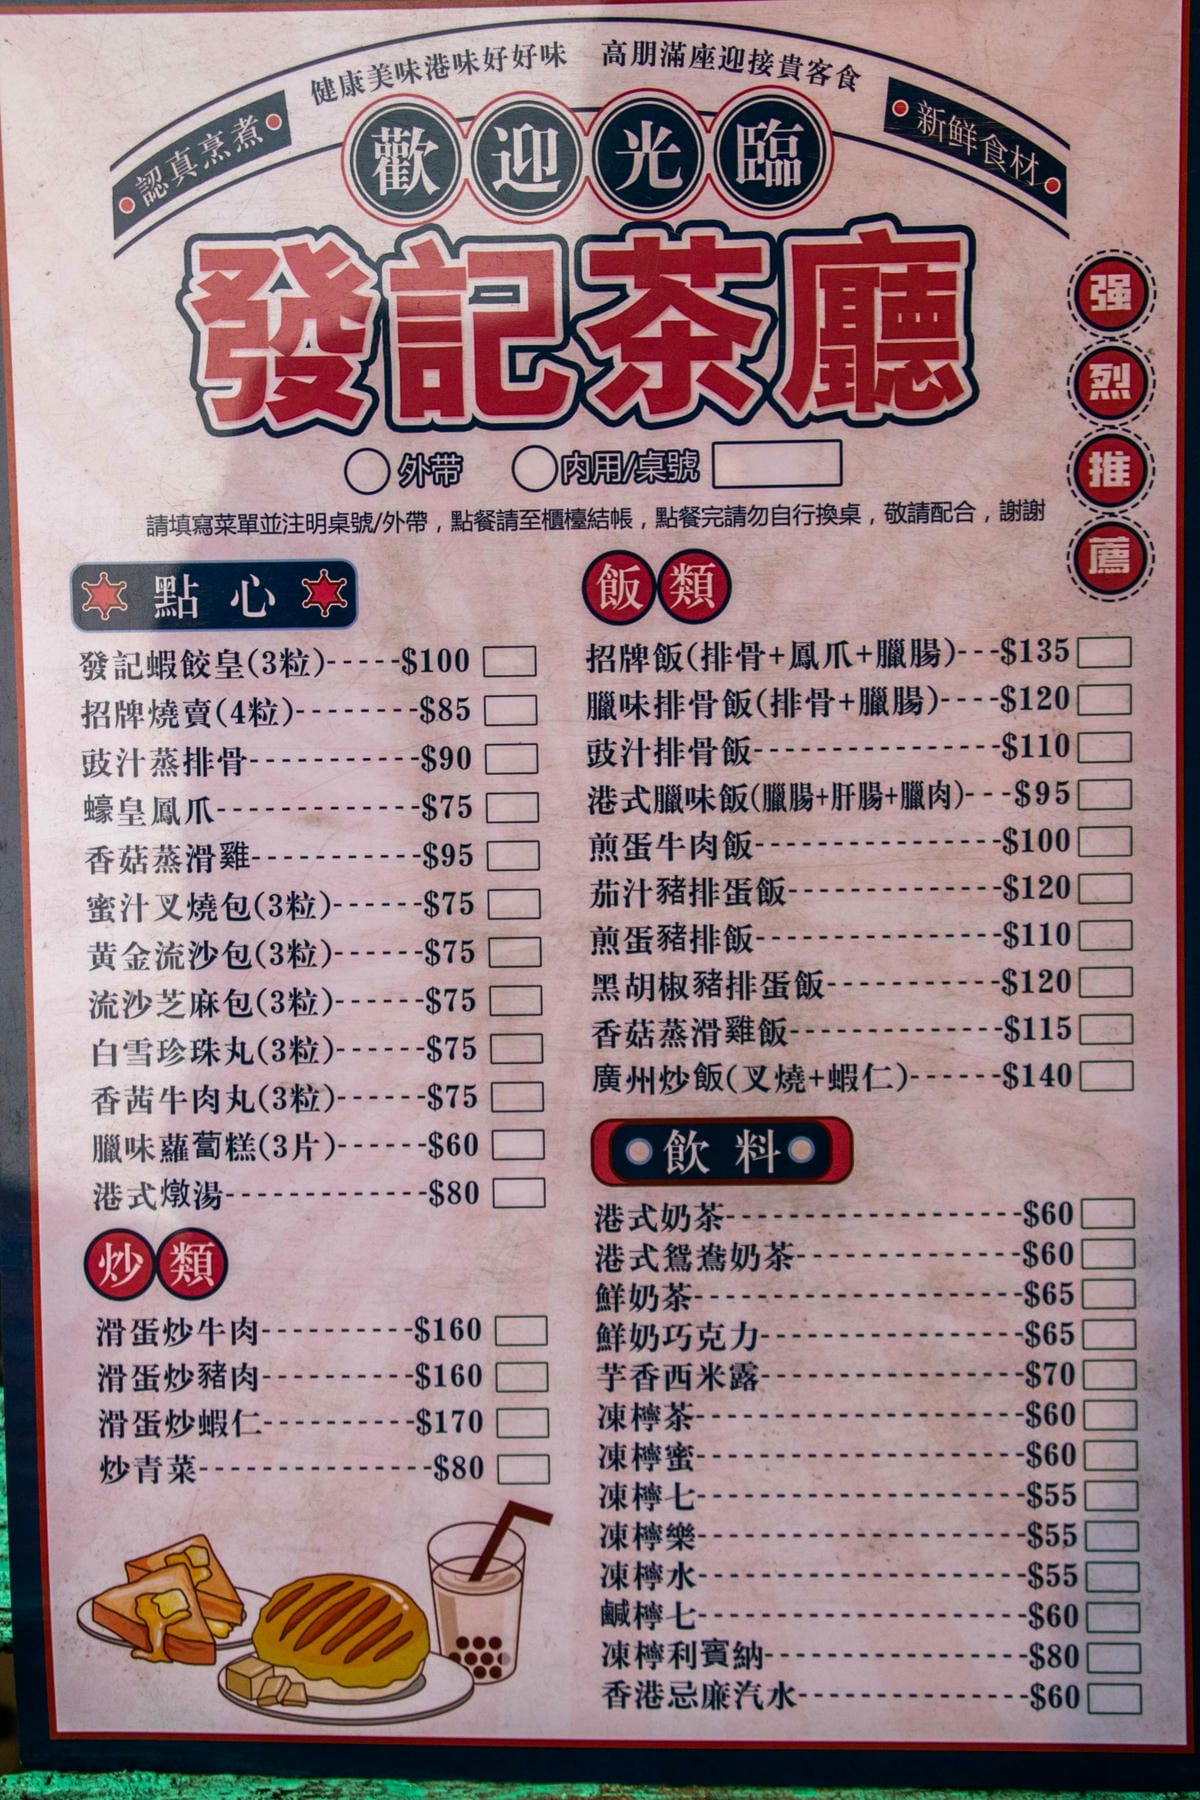 健康美味港味好好味 高朋滿座迎接貴客食
認真烹煮
新鮮食材
歡迎光臨
發記茶廳
强烈推薦
外带 內用/桌號
請填寫菜單並注明桌號/外帶，點餐請至櫃檯結帳，點餐完請勿自行換桌，敬請配合，謝謝
點心
發記蝦餃皇(3粒)-----$100
招牌燒賣(4粒)--------$85
豉汁蒸排骨-----------$90
蠔皇鳳爪-------------$75
香菇蒸滑雞-----------$95
蜜汁叉燒包(3粒)------$75
黃金流沙包(3粒)------$75
流沙芝麻包(3粒)------$75
白雪珍珠丸(3粒)------$75
香茜牛肉丸(3粒)------$75
臘味蘿蔔糕(3片)------$60
港式燉湯-------------$80
炒類
滑蛋炒牛肉----------$160
滑蛋炒豬肉----------$160
滑蛋炒蝦仁----------$170
炒青菜---------------$80
飯類
招牌飯(排骨+鳳爪+臘腸)---$135
臘味排骨飯(排骨+臘腸)----$120
豉汁排骨飯----------------$110
港式臘味飯(臘腸+肝腸+臘肉)---$95
煎蛋牛肉飯----------------$100
茄汁豬排蛋飯--------------$120
煎蛋豬排飯----------------$110
黑胡椒豬排蛋飯-----------$120
香菇蒸滑雞飯--------------$115
廣州炒飯(叉燒+蝦仁)------$140
飲料
港式奶茶-------------------$60
港式鴛鴦奶茶---------------$60
鮮奶茶---------------------$65
鮮奶巧克力-----------------$65
芋香西米露-----------------$70
凍檸茶---------------------$60
凍檸蜜---------------------$60
凍檸七---------------------$55
凍檸樂---------------------$55
凍檸水---------------------$55
鹹檸七---------------------$60
凍檸利賓納-----------------$80
香港忌廉汽水---------------$60